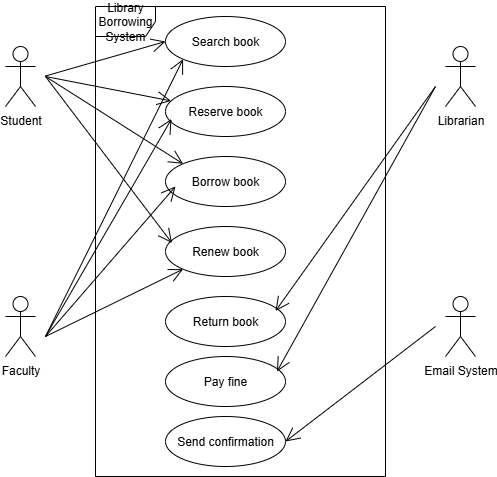 Library
Borrowing
System
Search book
Reserve book
Student
Librarian
Borrow book
Renew book
Return book
Faculty
Email System
Pay fine
Send confirmation